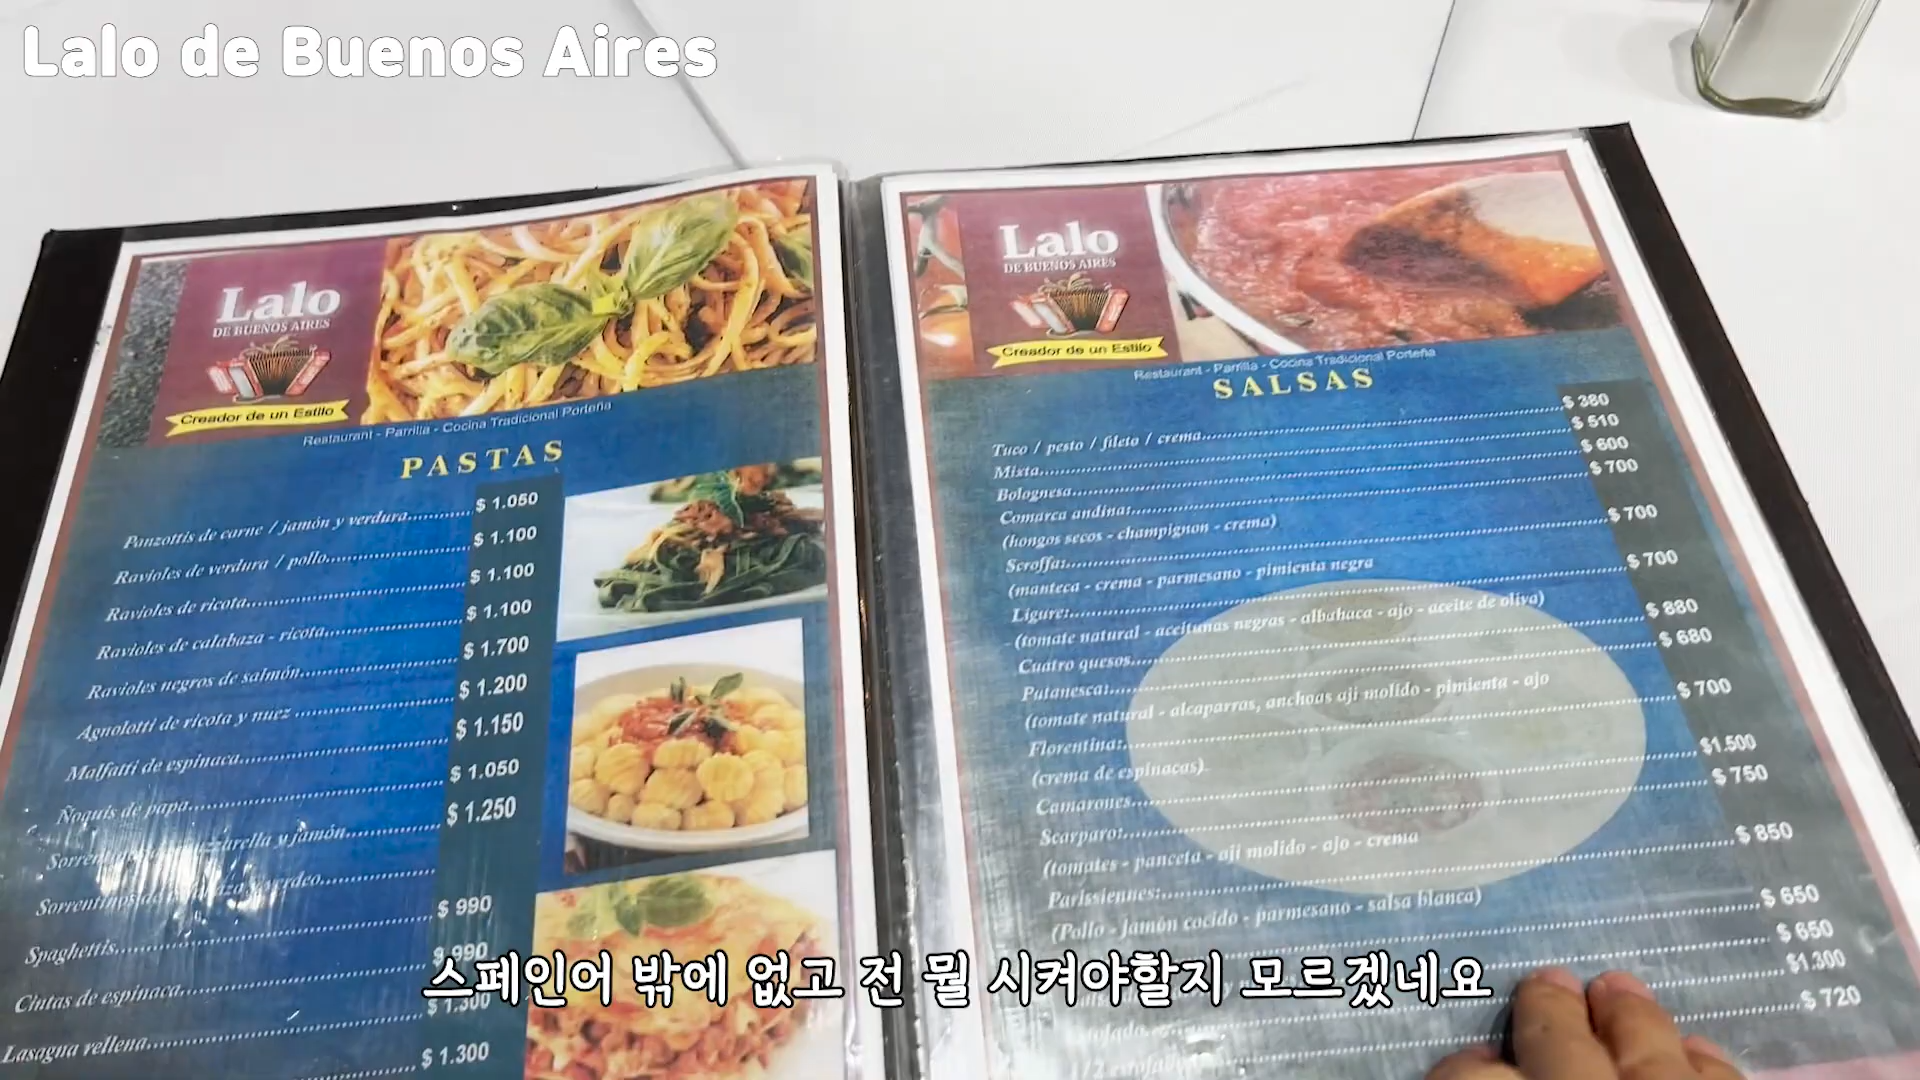 Lalo de Buenos Aires
Lalo
DE BUENOS AIRES
Creador de un Estilo
Restaurant - Parrilla - Cocina Tradicional Porteña
PASTAS
Panzottis de carne / jamón y verdura............ $ 1.050
Ravioles de verdura / pollo............ $ 1.100
Ravioles de ricota............ $ 1.100
Ravioles de calabaza - ricota............ $ 1.100
Ravioles negros de salmón............ $ 1.700
Agnolotti de ricota y nuez ............ $ 1.200
Malfatti de espinaca............ $ 1.150
Ñoquis de papa............ $ 1.050
y jamón............ $ 1.250
Sorrentinos de
Spaghettis............ $ 990
Cintas de espinaca............ $ 990
Lasagna rellena............ $ 1.300
$ 1.300
Lalo
DE BUENOS AIRES
Creador de un Estilo
Restaurant - Parrilla - Cocina Tradicional Porteña
SALSAS
Tuco / pesto / fileto / crema............ $ 380
Mixta............ $ 510
Bolognesa............ $ 600
Comarca andina:............ $ 700
(hongos secos - champignon - crema)
Scroffa:............ $ 700
(manteca - crema - parmesano - pimienta negra
Ligure:............ $ 700
(tomate natural - aceitunas negras - albahaca - ajo - aceite de oliva)
Cuatro quesos............ $ 880
Putanesca:............ $ 680
(tomate natural - alcaparras, anchoas aji molido - pimienta - ajo
Florentina:............ $ 700
(crema de espinacas)
Camarones............ $1.500
Scarparo:............ $ 750
(tomates - panceta - aji molido - ajo - crema
Parissiennes:............ $ 850
(Pollo - jamón cocido - parmesano - salsa blanca)
$ 650
$ 650
$1.300
$ 720
스페인어 밖에 없고 전 뭘 시켜야할지 모르겠네요